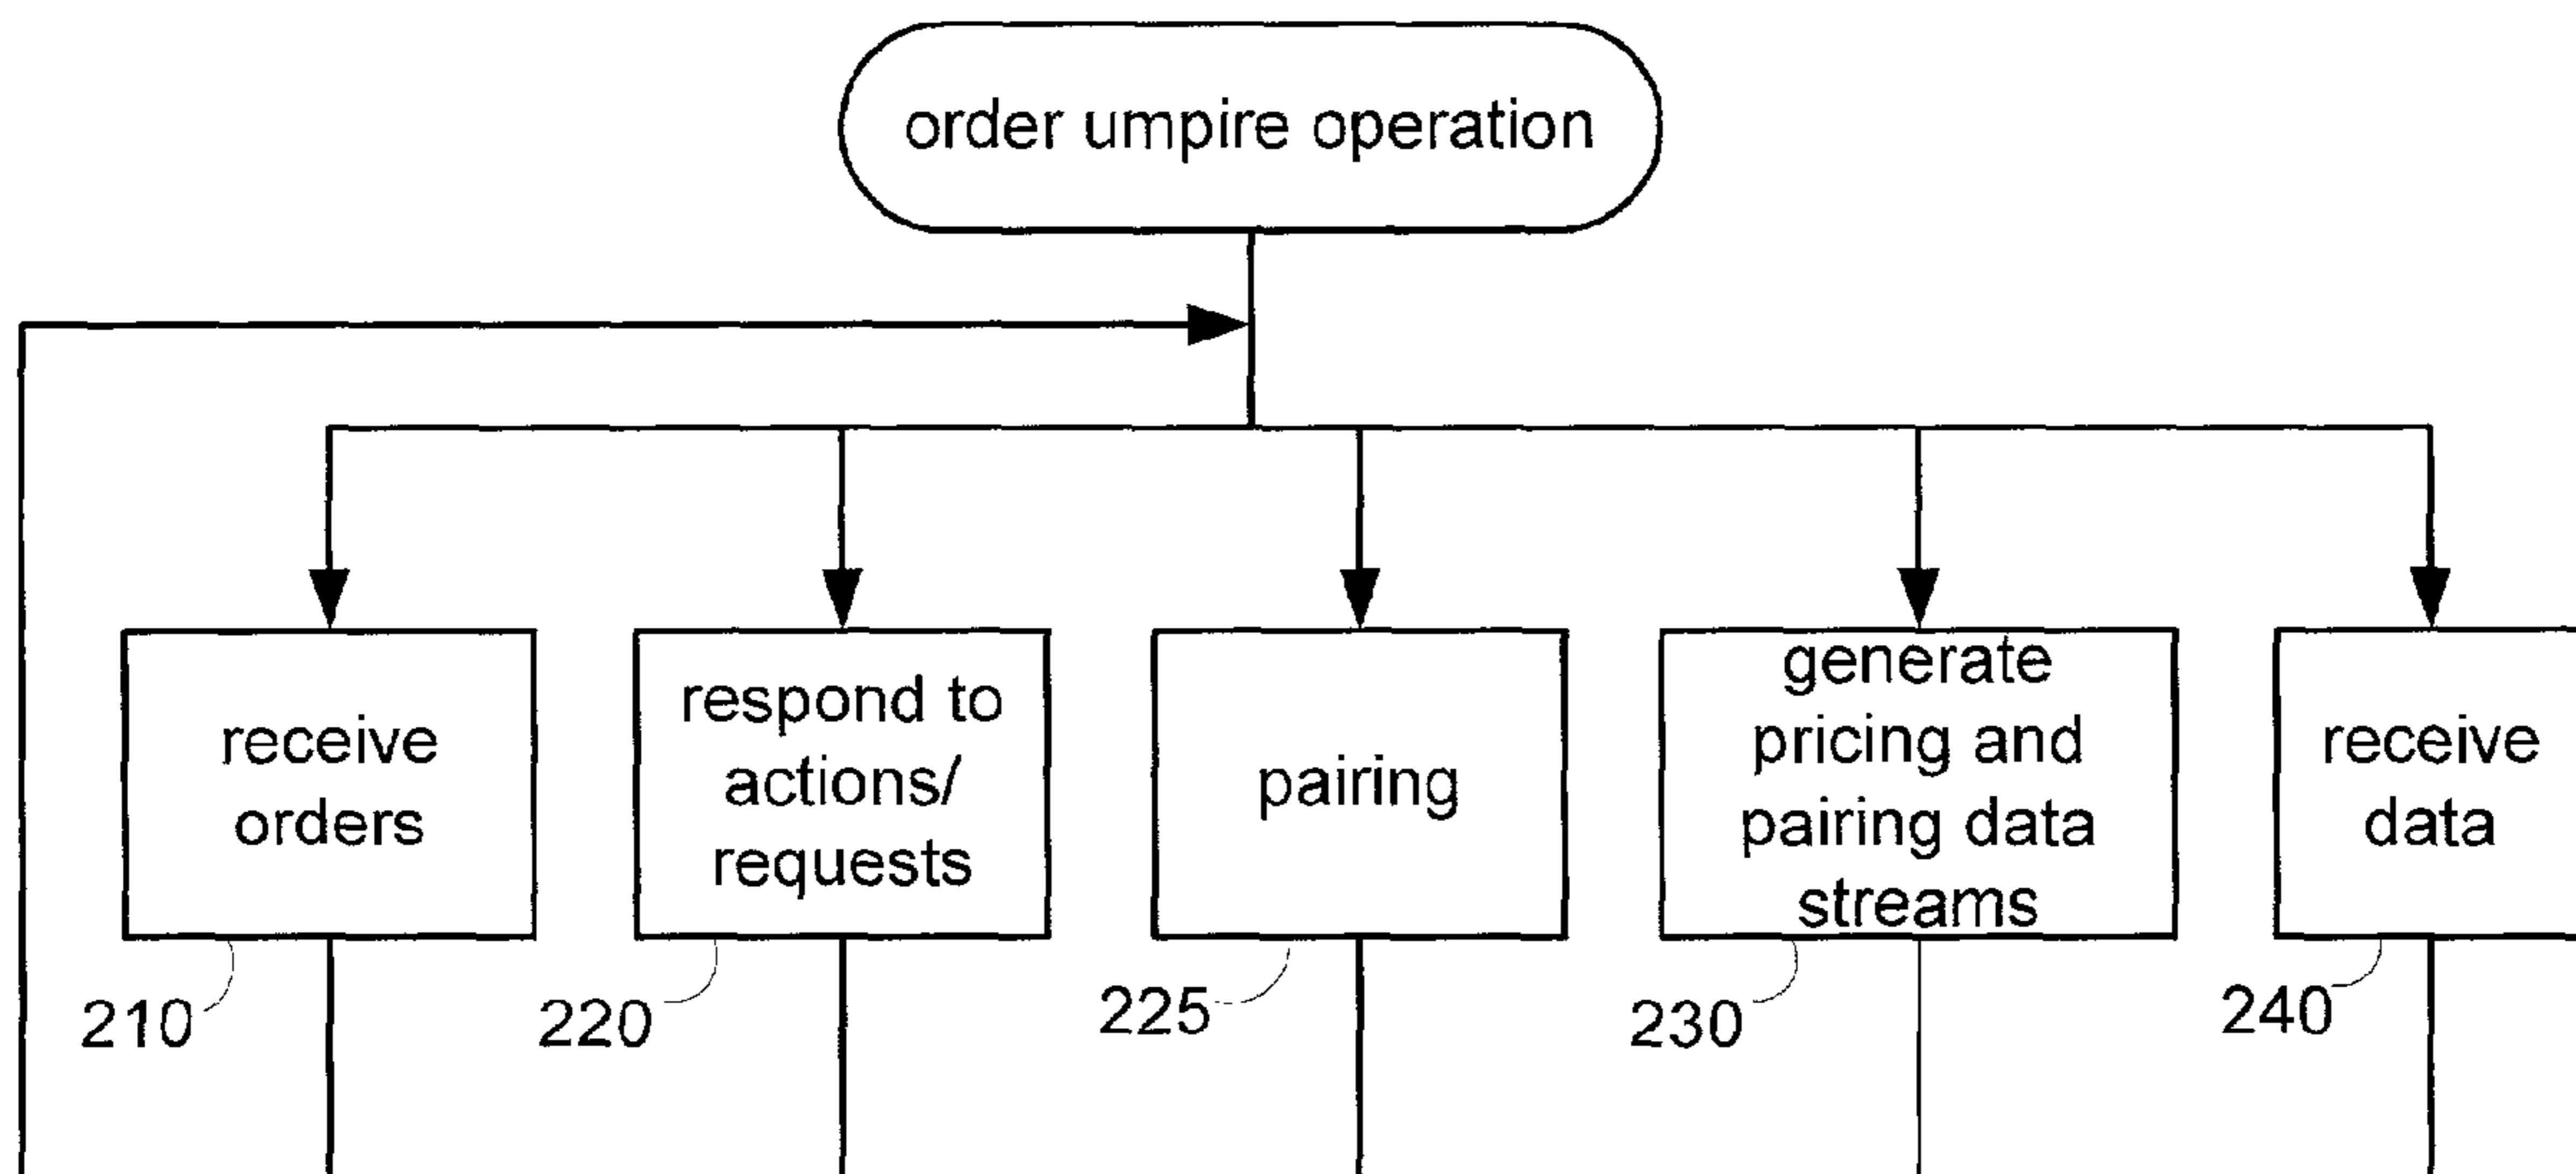 order umpire operation
receive
orders
respond to
actions/
requests
pairing
generate
pricing and
pairing data
streams
receive
data
210
220
225
230
240